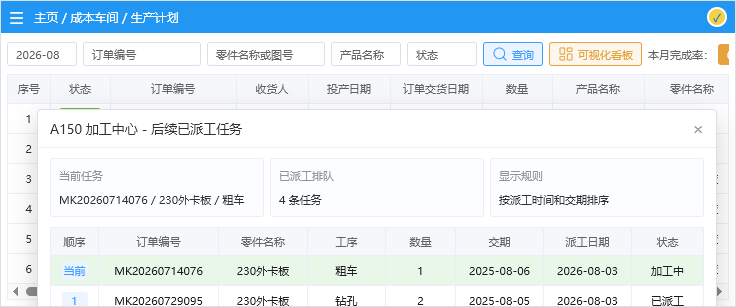 主页 / 成本车间 / 生产计划
2026-08 订单编号 零件名称或图号 产品名称 状态 查询 可视化看板 本月完成率：
序号 状态 订单编号 收货人 投产日期 订单交货日期 数量 产品名称 零件名称
1
2
3
4
5
6
A150 加工中心 - 后续已派工任务 ×
当前任务 已派工排队 显示规则
MK20260714076 / 230外卡板 / 粗车 4 条任务 按派工时间和交期排序
顺序 订单编号 零件名称 工序 数量 交期 派工日期 状态
当前 MK20260714076 230外卡板 粗车 1 2025-08-06 2026-08-03 加工中
1 MK20260729095 230外卡板 钻孔 2 2025-08-05 2026-08-03 已派工